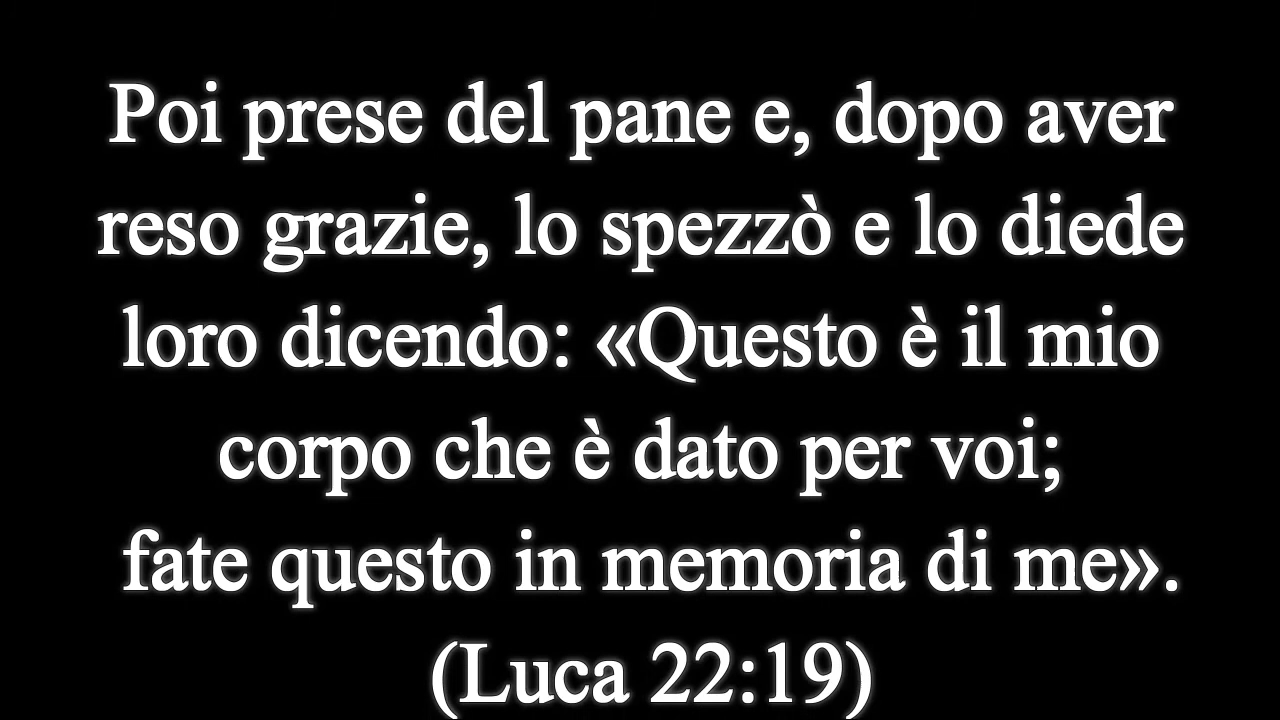 Poi prese del pane e, dopo aver
reso grazie, lo spezzò e lo diede
loro dicendo: «Questo è il mio
corpo che è dato per voi;
fate questo in memoria di me».
(Luca 22:19)